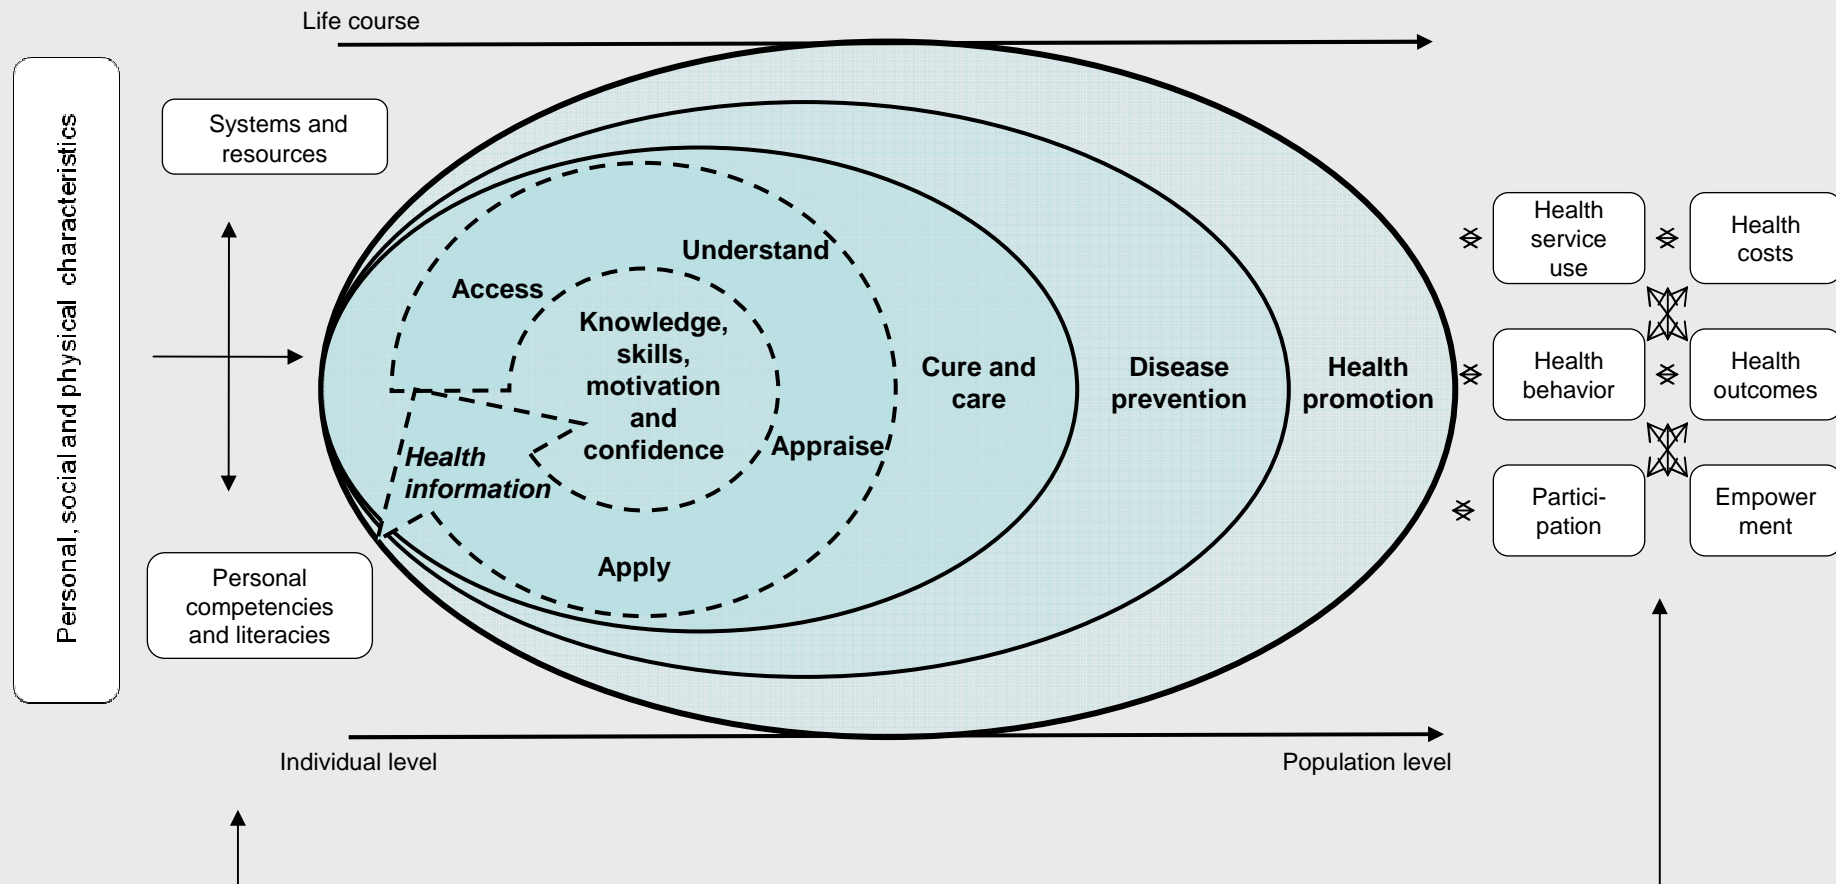 Life course
Personal, social and physical characteristics
Systems and
resources
Personal
competencies
and literacies
Access
Understand
Knowledge,
skills,
motivation
and
confidence
Health
information
Appraise
Apply
Cure and
care
Disease
prevention
Health
promotion
Health
service
use
Health
costs
Health
behavior
Health
outcomes
Partici-
pation
Empower
ment
Individual level
Population level